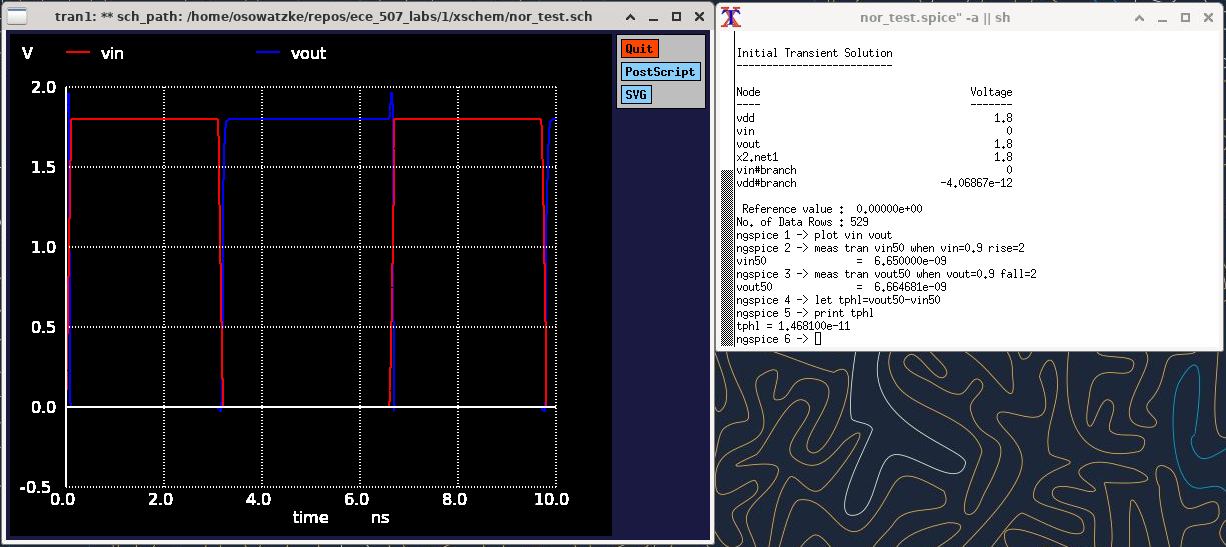 tran1: ** sch_path: /home/osowatzke/repos/ece_507_labs/1/xschem/nor_test.sch
V vin vout
2.0
1.5
1.0
0.5
0.0
-0.5
0.0 2.0 4.0 6.0 8.0 10.0
time ns
Quit
PostScript
SVG
nor_test.spice" -a || sh
Initial Transient Solution
--------------------------
Node Voltage
---- -------
vdd 1.8
vin 0
vout 1.8
x2.net1 1.8
vin#branch 0
vdd#branch -4.06867e-12
Reference value : 0.00000e+00
No. of Data Rows : 529
ngspice 1 -> plot vin vout
ngspice 2 -> meas tran vin50 when vin=0.9 rise=2
vin50 = 6.650000e-09
ngspice 3 -> meas tran vout50 when vout=0.9 fall=2
vout50 = 6.664681e-09
ngspice 4 -> let tphl=vout50-vin50
ngspice 5 -> print tphl
tphl = 1.468100e-11
ngspice 6 ->